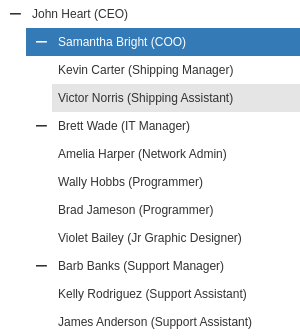 John Heart (CEO)
Samantha Bright (COO)
Kevin Carter (Shipping Manager)
Victor Norris (Shipping Assistant)
Brett Wade (IT Manager)
Amelia Harper (Network Admin)
Wally Hobbs (Programmer)
Brad Jameson (Programmer)
Violet Bailey (Jr Graphic Designer)
Barb Banks (Support Manager)
Kelly Rodriguez (Support Assistant)
James Anderson (Support Assistant)